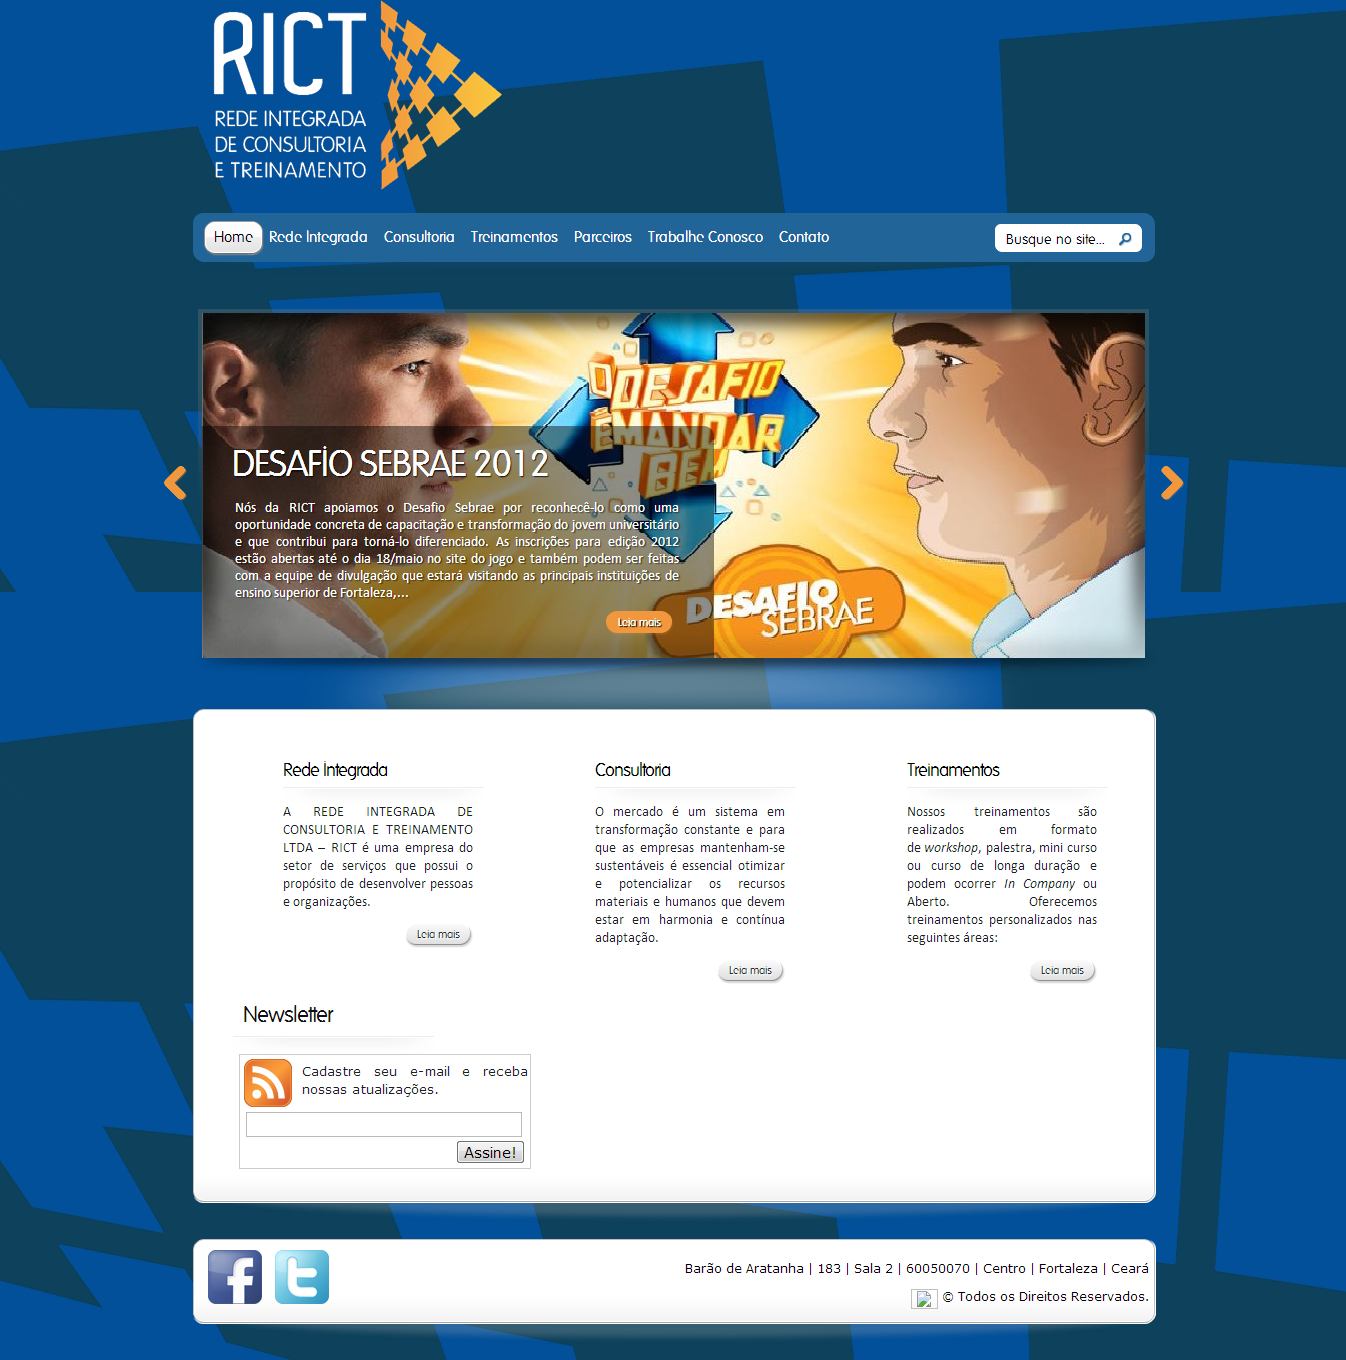 RICT
REDE INTEGRADA
DE CONSULTORIA
E TREINAMENTO
Home Rede Integrada Consultoria Treinamentos Parceiros Trabalhe Conosco Contato Busque no site...
O DESAFIO
É MANDAR
BEM
DESAFIO SEBRAE 2012
Nós da RICT apoiamos o Desafio Sebrae por reconhecê-lo como uma
oportunidade concreta de capacitação e transformação do jovem universitário
e que contribui para torná-lo diferenciado. As inscrições para edição 2012
estão abertas até o dia 18/maio no site do jogo e também podem ser feitas
com a equipe de divulgação que estará visitando as principais instituições de
ensino superior de Fortaleza,...
Leia mais
DESAFIO
SEBRAE
Rede Integrada
A REDE INTEGRADA DE
CONSULTORIA E TREINAMENTO
LTDA – RICT é uma empresa do
setor de serviços que possui o
propósito de desenvolver pessoas
e organizações.
Leia mais
Consultoria
O mercado é um sistema em
transformação constante e para
que as empresas mantenham-se
sustentáveis é essencial otimizar
e potencializar os recursos
materiais e humanos que devem
estar em harmonia e contínua
adaptação.
Leia mais
Treinamentos
Nossos treinamentos são
realizados em formato
de workshop, palestra, mini curso
ou curso de longa duração e
podem ocorrer In Company ou
Aberto. Oferecemos
treinamentos personalizados nas
seguintes áreas:
Leia mais
Newsletter
Cadastre seu e-mail e receba
nossas atualizações.
Assine!
Barão de Aratanha | 183 | Sala 2 | 60050070 | Centro | Fortaleza | Ceará
© Todos os Direitos Reservados.